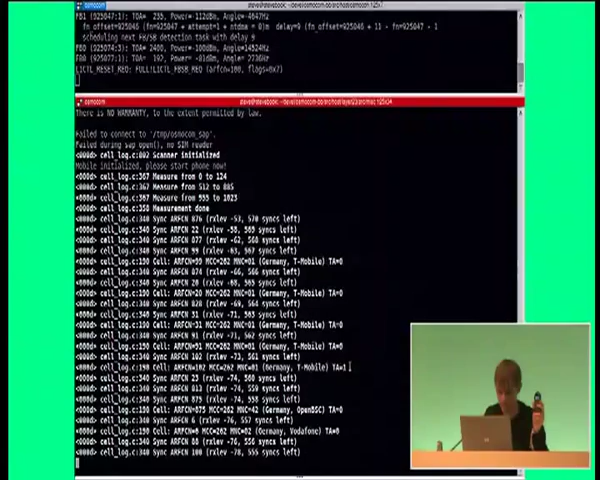 osmocom
FB1 (925047:1): TOA= 235, Power=-112dBm, Angle=-4647Hz
fn_offset=925046 (fn=925047 + attempt=1 + ntdma = 0)m delay=9 (fn_offset=925046 + 11 - fn=925047 - 1
scheduling next FB/SB detection task with delay 9
FB0 (925084:3): TOA= 2400, Power=-100dBm, Angle=14524Hz
FB0 (925077:1): TOA= 192, Power= -81dBm, Angle= 2736Hz
L1CTL_RESET_REQ: FULL!L1CTL_FBSB_REQ (arfcn=100, flags=0x7)
osmocom
There is NO WARRANTY, to the extent permitted by law.
Failed to connect to '/tmp/osmocom_sap'.
Failed during sap_open(), no SIM reader
<000d> cell_log.c:802 Scanner initialized
Mobile initialized, please start phone now!
<000d> cell_log.c:367 Measure from 0 to 124
<000d> cell_log.c:367 Measure from 512 to 885
<000d> cell_log.c:367 Measure from 955 to 1023
<000d> cell_log.c:358 Measurement done
<000d> cell_log.c:340 Sync ARFCN 876 (rxlev -53, 570 syncs left)
<000d> cell_log.c:340 Sync ARFCN 22 (rxlev -58, 569 syncs left)
<000d> cell_log.c:340 Sync ARFCN 877 (rxlev -62, 568 syncs left)
<000d> cell_log.c:340 Sync ARFCN 99 (rxlev -63, 567 syncs left)
<000d> cell_log.c:190 Cell: ARFCN=99 MCC=262 MNC=01 (Germany, T-Mobile) TA=0
<000d> cell_log.c:340 Sync ARFCN 874 (rxlev -66, 566 syncs left)
<000d> cell_log.c:340 Sync ARFCN 20 (rxlev -68, 565 syncs left)
<000d> cell_log.c:190 Cell: ARFCN=20 MCC=262 MNC=01 (Germany, T-Mobile) TA=0
<000d> cell_log.c:340 Sync ARFCN 828 (rxlev -69, 564 syncs left)
<000d> cell_log.c:340 Sync ARFCN 31 (rxlev -71, 563 syncs left)
<000d> cell_log.c:190 Cell: ARFCN=31 MCC=262 MNC=01 (Germany, T-Mobile) TA=0
<000d> cell_log.c:340 Sync ARFCN 91 (rxlev -71, 562 syncs left)
<000d> cell_log.c:190 Cell: ARFCN=91 MCC=262 MNC=01 (Germany, T-Mobile) TA=0
<000d> cell_log.c:340 Sync ARFCN 102 (rxlev -73, 561 syncs left)
<000d> cell_log.c:190 Cell: ARFCN=102 MCC=262 MNC=01 (Germany, T-Mobile) TA=1
<000d> cell_log.c:340 Sync ARFCN 23 (rxlev -74, 560 syncs left)
<000d> cell_log.c:340 Sync ARFCN 813 (rxlev -74, 559 syncs left)
<000d> cell_log.c:340 Sync ARFCN 875 (rxlev -74, 558 syncs left)
<000d> cell_log.c:190 Cell: ARFCN=875 MCC=262 MNC=42 (Germany, OpenBSC) TA=0
<000d> cell_log.c:340 Sync ARFCN 6 (rxlev -76, 557 syncs left)
<000d> cell_log.c:190 Cell: ARFCN=6 MCC=262 MNC=02 (Germany, Vodafone) TA=0
<000d> cell_log.c:340 Sync ARFCN 88 (rxlev -76, 556 syncs left)
<000d> cell_log.c:340 Sync ARFCN 100 (rxlev -78, 555 syncs left)